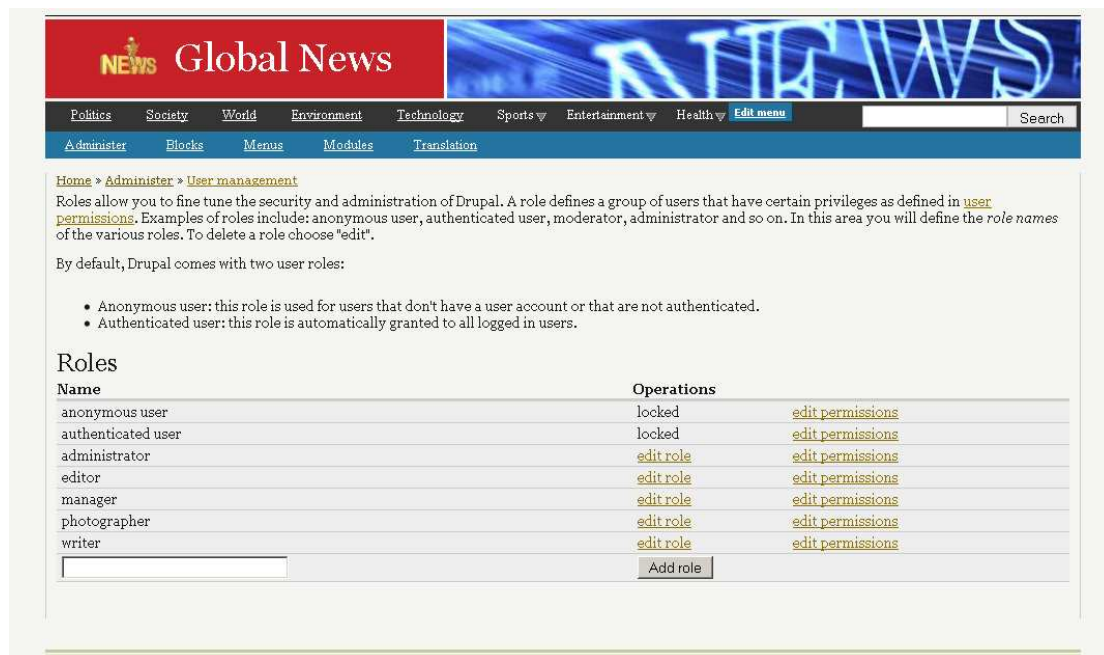 NEWS Global News
NEWS
Politics Society World Environment Technology Sports Entertainment Health Edit menu Search
Administer Blocks Menus Modules Translation
Home » Administer » User management
Roles allow you to fine tune the security and administration of Drupal. A role defines a group of users that have certain privileges as defined in user
permissions. Examples of roles include: anonymous user, authenticated user, moderator, administrator and so on. In this area you will define the role names
of the various roles. To delete a role choose "edit".
By default, Drupal comes with two user roles:
• Anonymous user: this role is used for users that don't have a user account or that are not authenticated.
• Authenticated user: this role is automatically granted to all logged in users.
Roles
Name Operations
anonymous user locked edit permissions
authenticated user locked edit permissions
administrator edit role edit permissions
editor edit role edit permissions
manager edit role edit permissions
photographer edit role edit permissions
writer edit role edit permissions
Add role